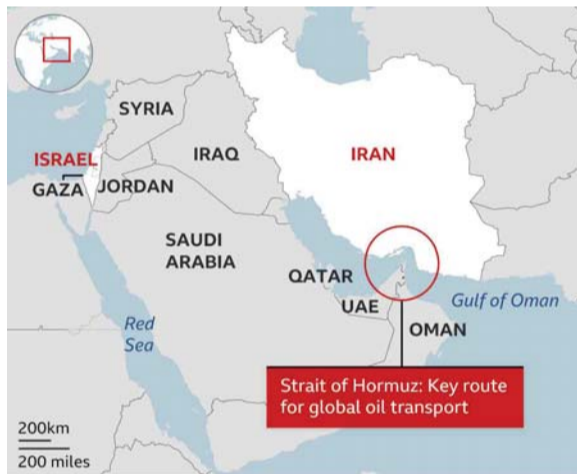 SYRIA
ISRAEL
IRAQ
IRAN
GAZA
JORDAN
SAUDI
ARABIA
QATAR
UAE
Gulf of Oman
OMAN
Red
Sea
Strait of Hormuz: Key route
for global oil transport
200km
200 miles